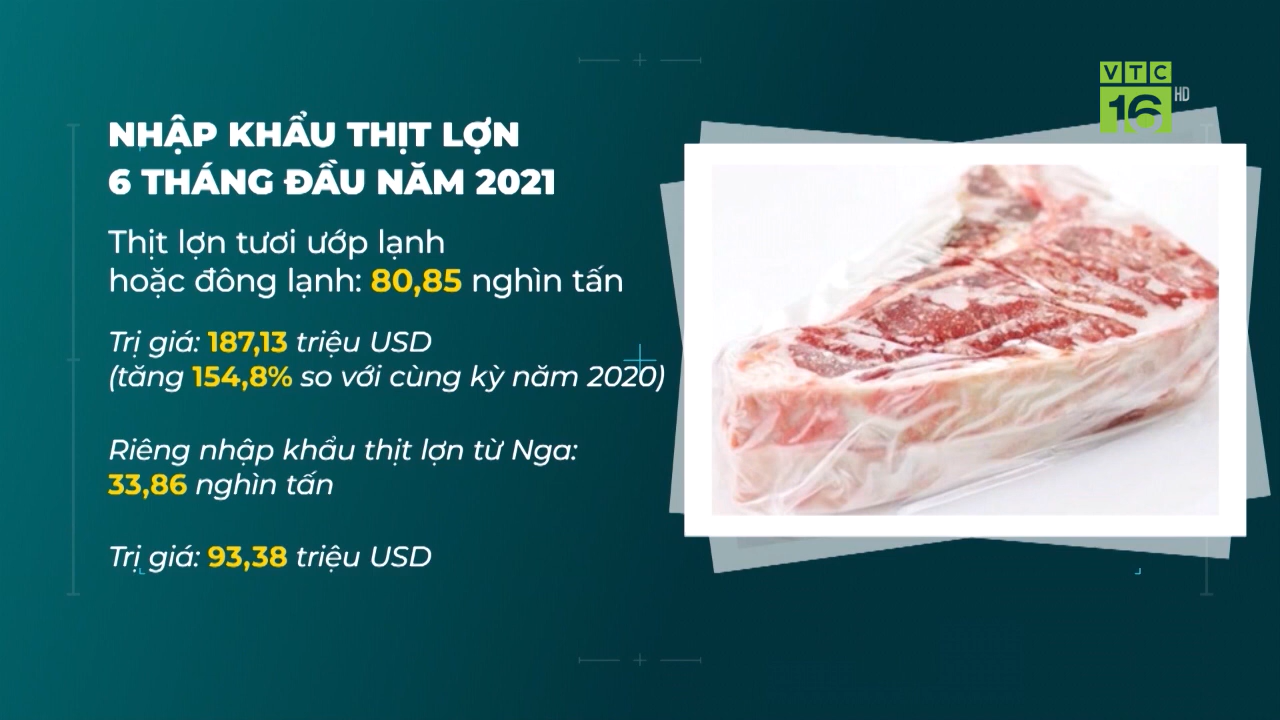 VTC
16 HD
NHẬP KHẨU THỊT LỢN
6 THÁNG ĐẦU NĂM 2021
Thịt lợn tươi ướp lạnh
hoặc đông lạnh: 80,85 nghìn tấn
Trị giá: 187,13 triệu USD
(tăng 154,8% so với cùng kỳ năm 2020)
Riêng nhập khẩu thịt lợn từ Nga:
33,86 nghìn tấn
Trị giá: 93,38 triệu USD